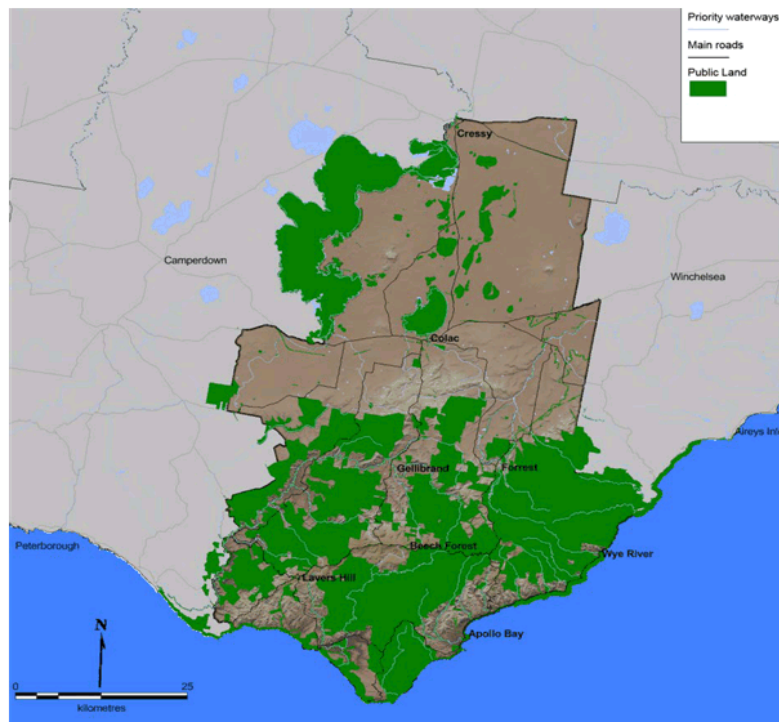 Priority waterways
Main roads
Public Land
Cressy
Camperdown
Winchelsea
Colac
Aireys In
Gellibrand
Forrest
Peterborough
Beech Forest
Wye River
Lavers Hill
Apollo Bay
N
0
25
kilometres